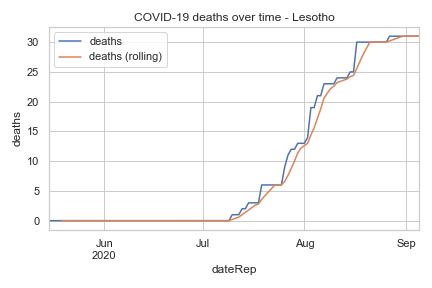 COVID-19 deaths over time - Lesotho
deaths
deaths (rolling)
30
25
20
15
10
5
0
deaths
Jun
2020
Jul
Aug
Sep
dateRep